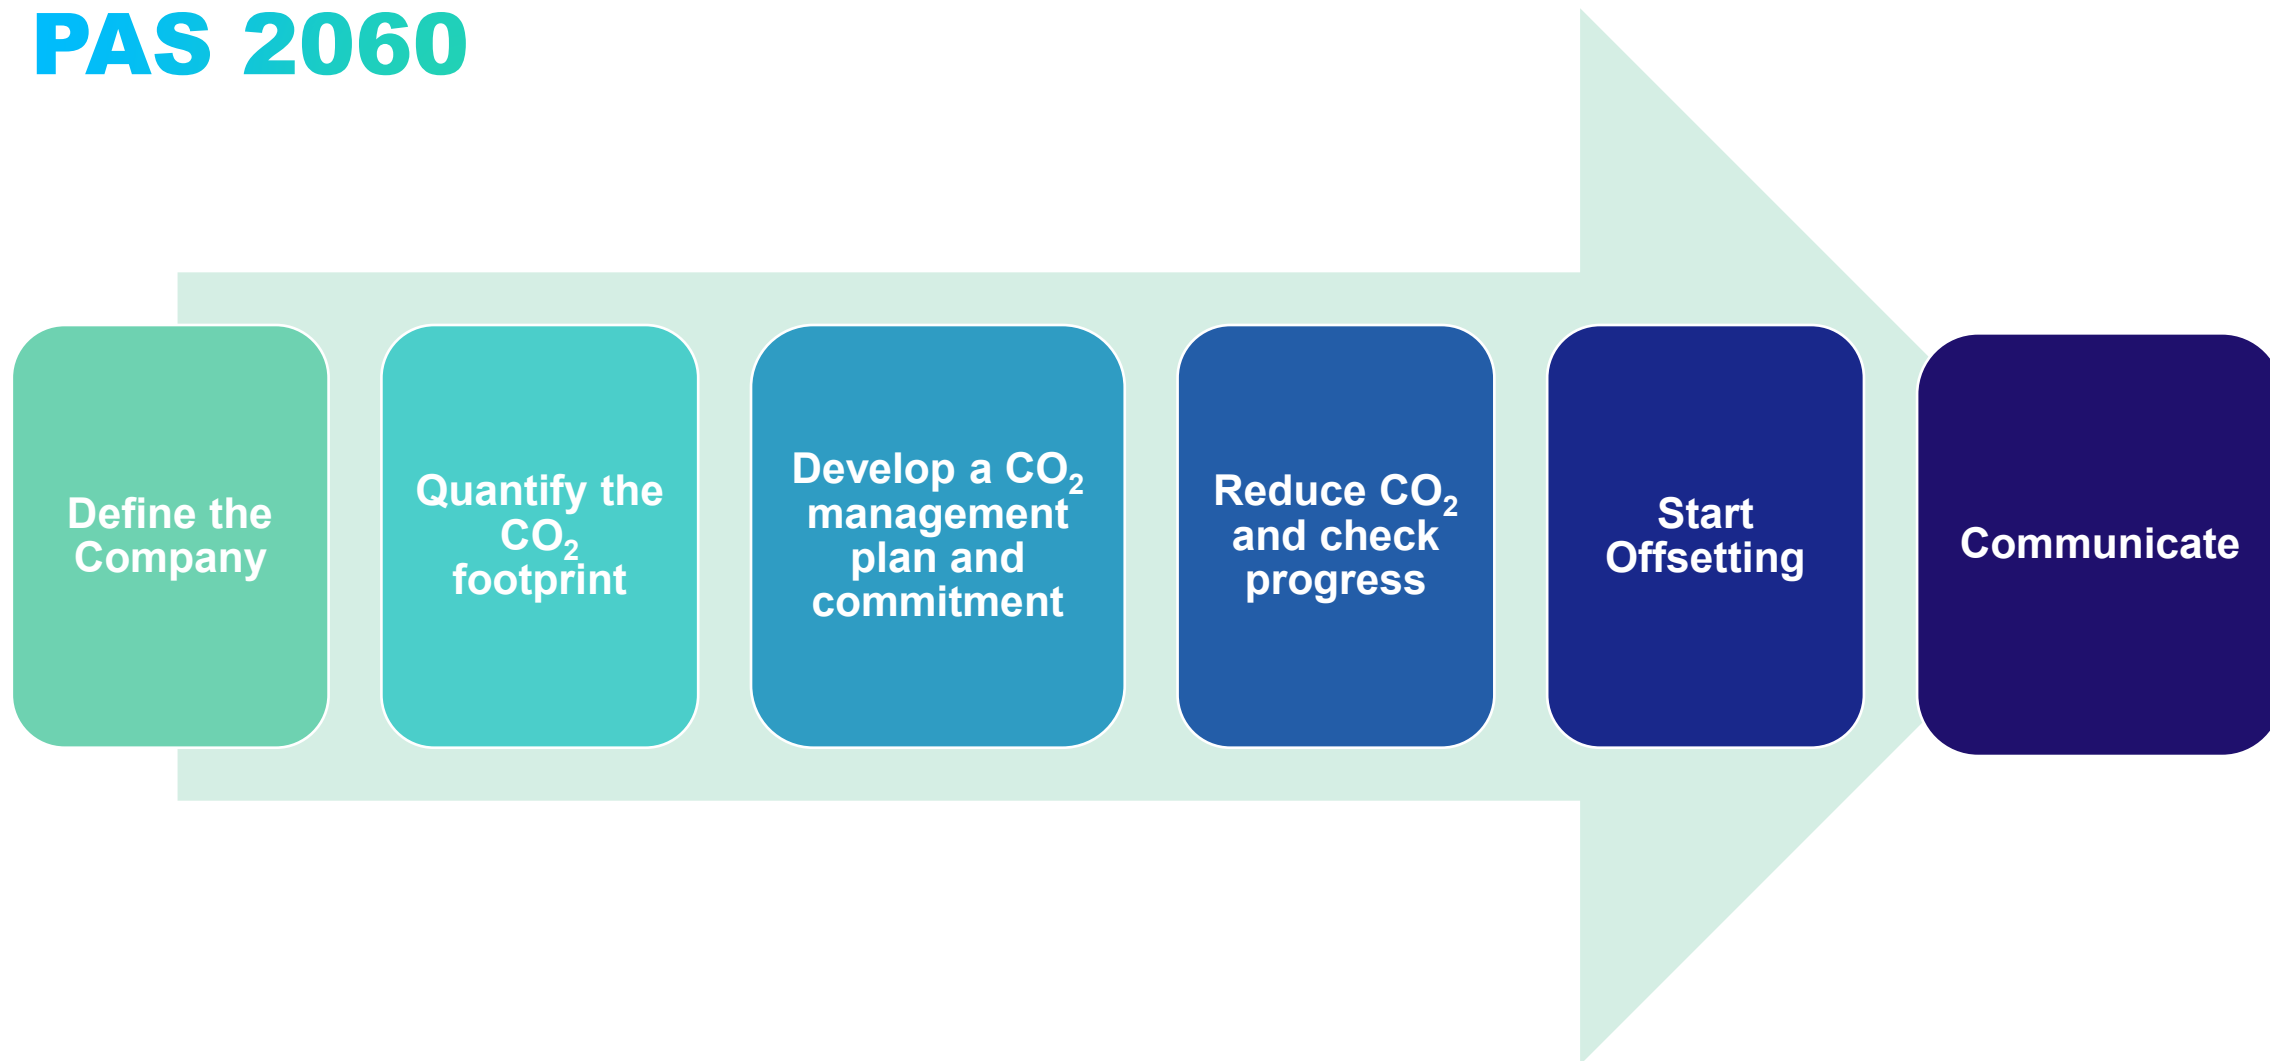 PAS 2060
Define the
Company
Quantify the
CO₂
footprint
Develop a CO₂
management
plan and
commitment
Reduce CO₂
and check
progress
Start
Offsetting
Communicate